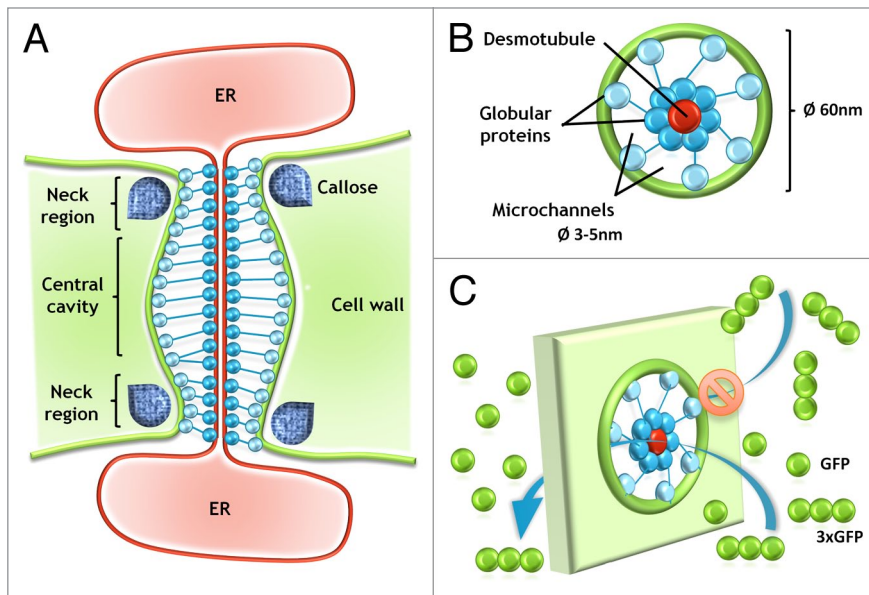 A
ER
Neck
region
Callose
Central
cavity
Cell wall
Neck
region
ER
B
Desmotubule
Globular
proteins
Ø 60nm
Microchannels
Ø 3-5nm
C
GFP
3xGFP